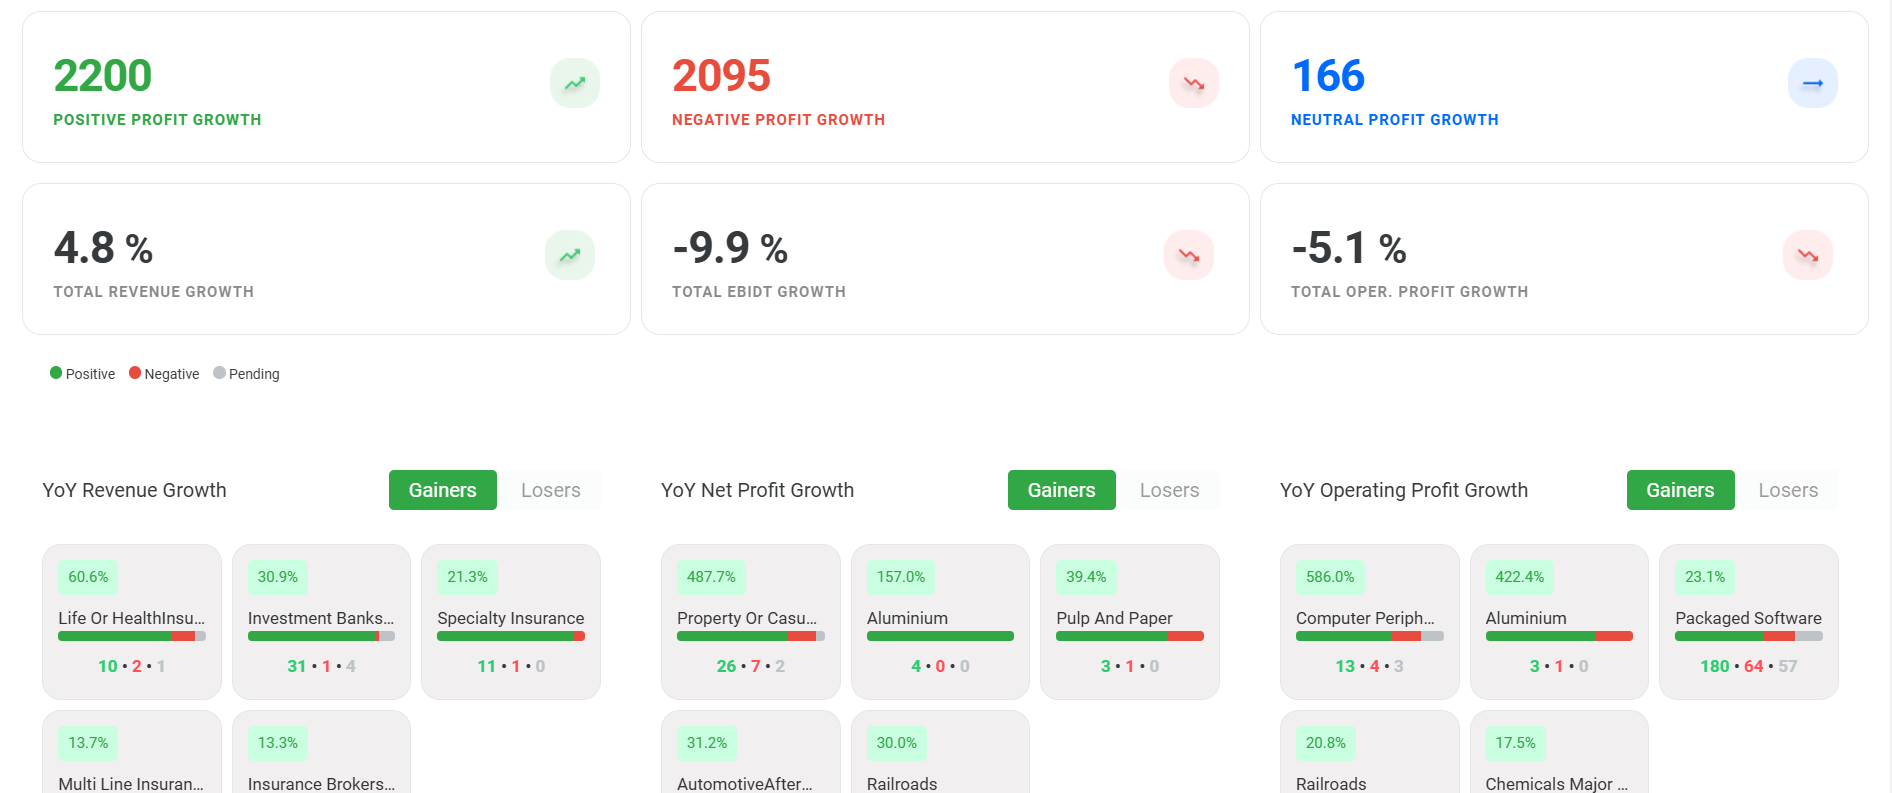 2200
POSITIVE PROFIT GROWTH
2095
NEGATIVE PROFIT GROWTH
166
NEUTRAL PROFIT GROWTH
4.8 %
TOTAL REVENUE GROWTH
-9.9 %
TOTAL EBIDT GROWTH
-5.1 %
TOTAL OPER. PROFIT GROWTH
Positive Negative Pending
YoY Revenue Growth Gainers Losers
60.6%
Life Or HealthInsu...
10 • 2 • 1
30.9%
Investment Banks...
31 • 1 • 4
21.3%
Specialty Insurance
11 • 1 • 0
13.7%
Multi Line Insuran...
13.3%
Insurance Brokers...
YoY Net Profit Growth Gainers Losers
487.7%
Property Or Casu...
26 • 7 • 2
157.0%
Aluminium
4 • 0 • 0
39.4%
Pulp And Paper
3 • 1 • 0
31.2%
AutomotiveAfter...
30.0%
Railroads
YoY Operating Profit Growth Gainers Losers
586.0%
Computer Periph...
13 • 4 • 3
422.4%
Aluminium
3 • 1 • 0
23.1%
Packaged Software
180 • 64 • 57
20.8%
Railroads
17.5%
Chemicals Major ...